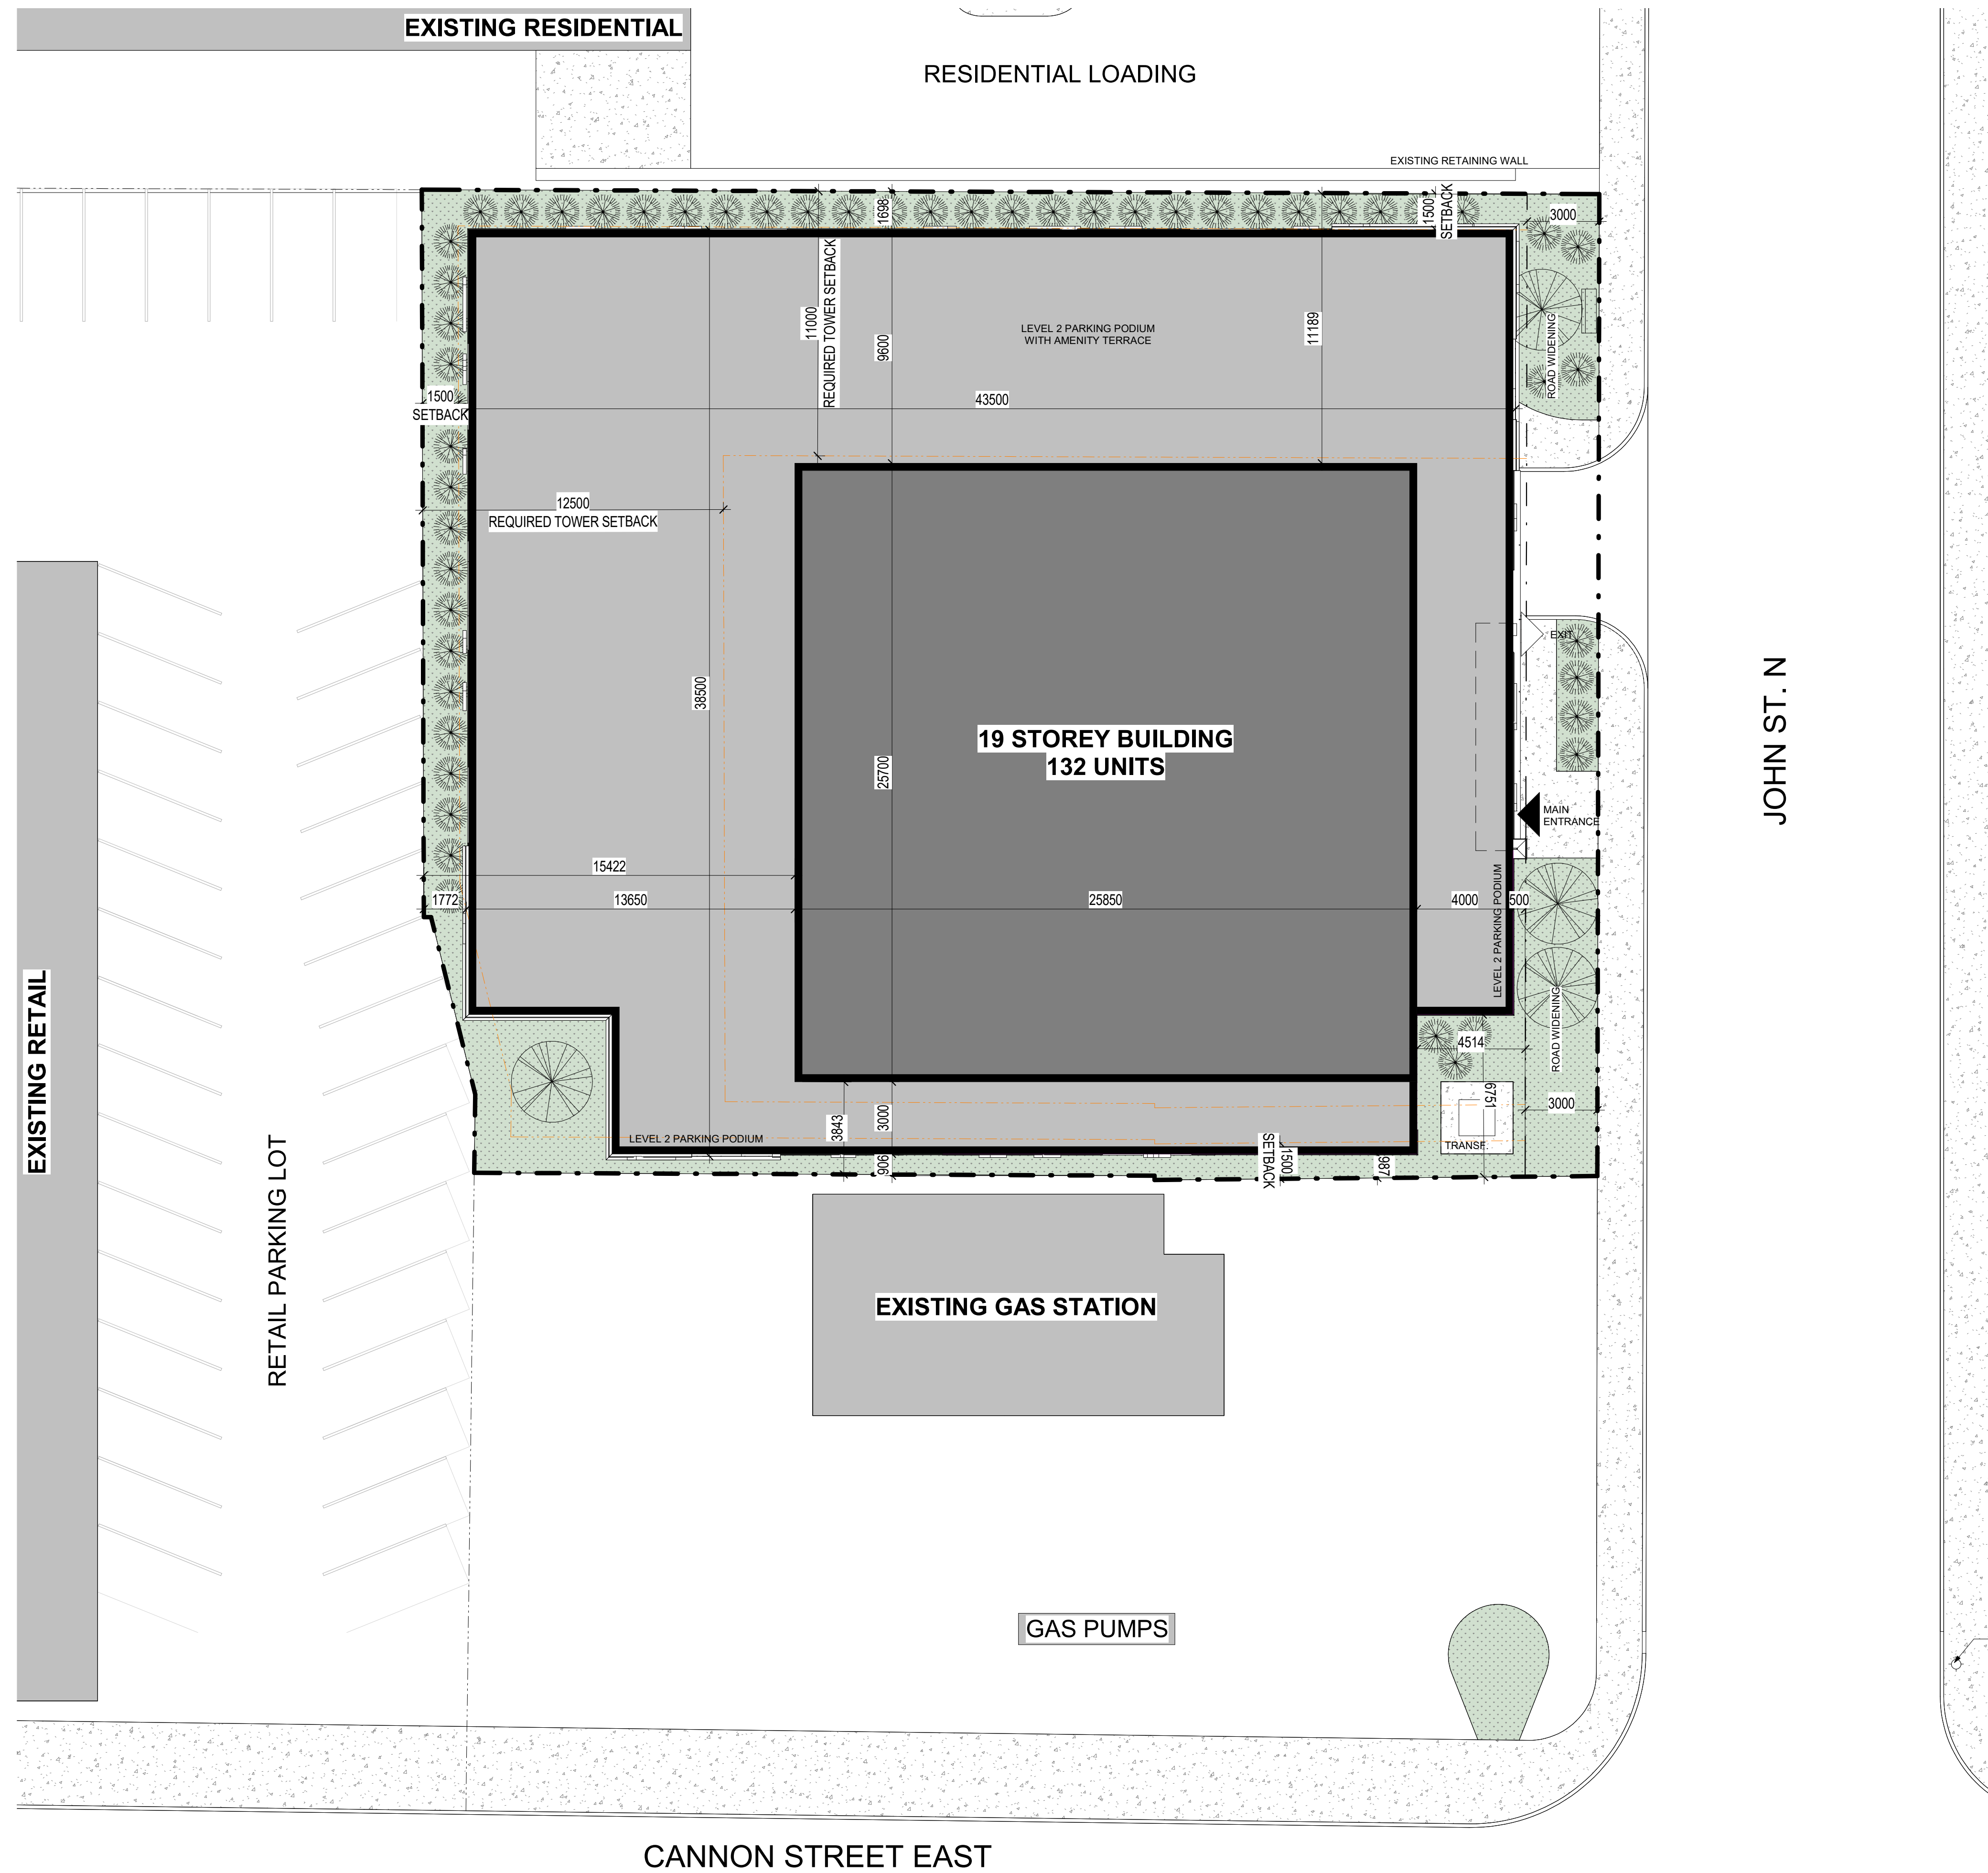 EXISTING RESIDENTIAL
RESIDENTIAL LOADING
EXISTING RETAINING WALL
1698
1500
SETBACK
3000
11000
REQUIRED TOWER SETBACK
9600
LEVEL 2 PARKING PODIUM
WITH AMENITY TERRACE
11189
ROAD WIDENING
1500
SETBACK
43500
12500
REQUIRED TOWER SETBACK
EXIT
38500
19 STOREY BUILDING
132 UNITS
25700
JOHN ST. N
MAIN
ENTRANCE
15422
1772
13650
25850
4000
500
LEVEL 2 PARKING PODIUM
EXISTING RETAIL
ROAD WIDENING
4514
6751
3000
3843
3000
LEVEL 2 PARKING PODIUM
TRANSF.
906
SETBACK
1500
987
RETAIL PARKING LOT
EXISTING GAS STATION
GAS PUMPS
CANNON STREET EAST